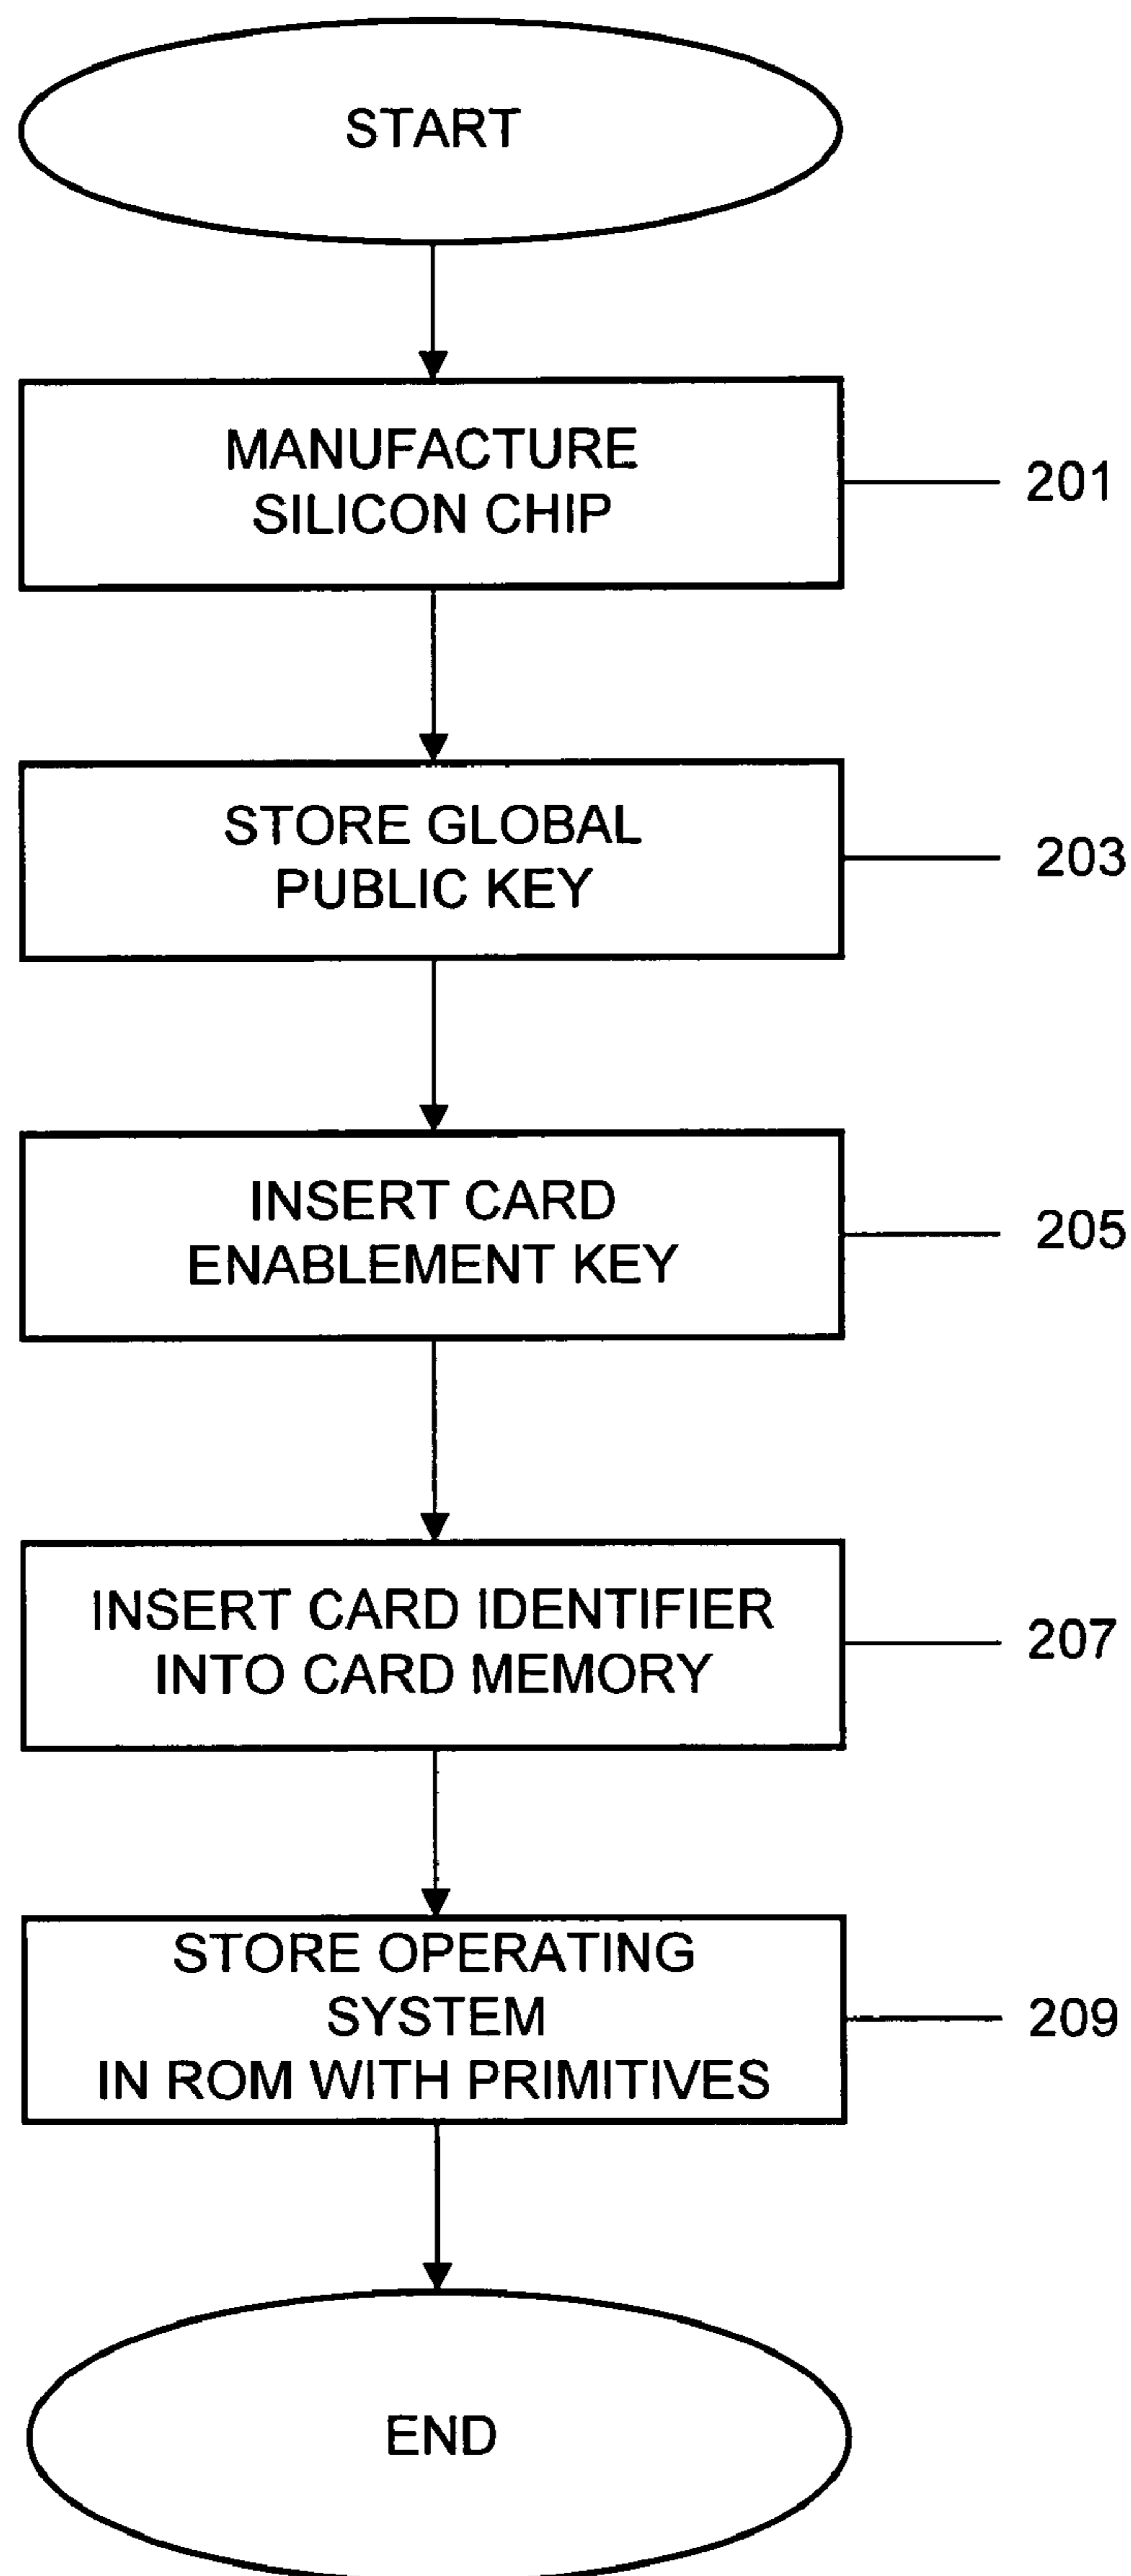 START
MANUFACTURE
SILICON CHIP
201
STORE GLOBAL
PUBLIC KEY
203
INSERT CARD
ENABLEMENT KEY
205
INSERT CARD IDENTIFIER
INTO CARD MEMORY
207
STORE OPERATING
SYSTEM
IN ROM WITH PRIMITIVES
209
END